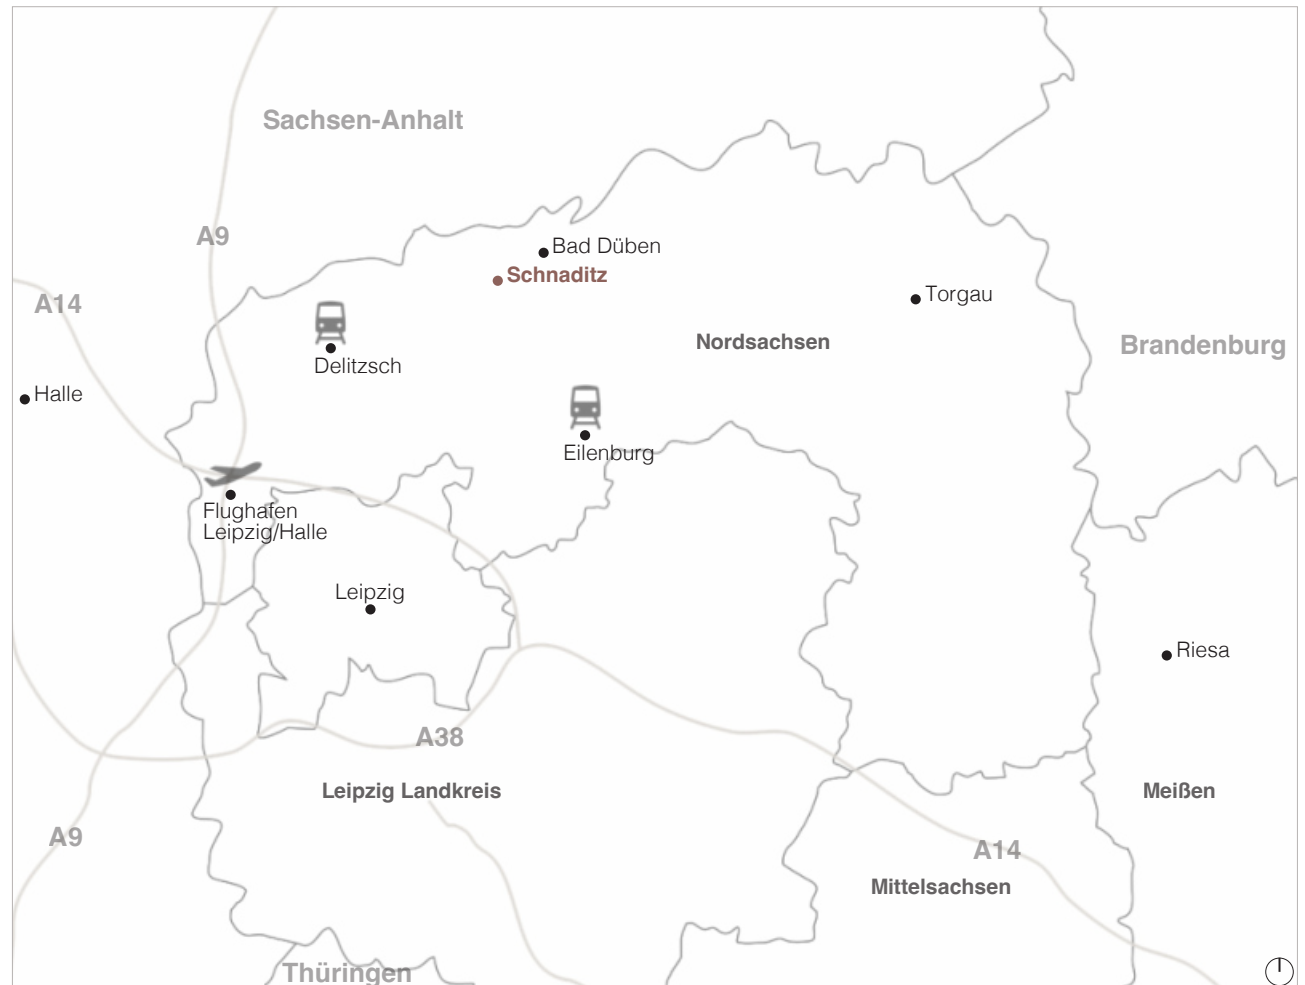 Sachsen-Anhalt
A9
Bad Düben
Schnaditz
A14
Torgau
Nordsachsen
Brandenburg
Delitzsch
Halle
Eilenburg
Flughafen
Leipzig/Halle
Leipzig
Riesa
A38
Leipzig Landkreis
Meißen
A9
A14
Mittelsachsen
Thüringen